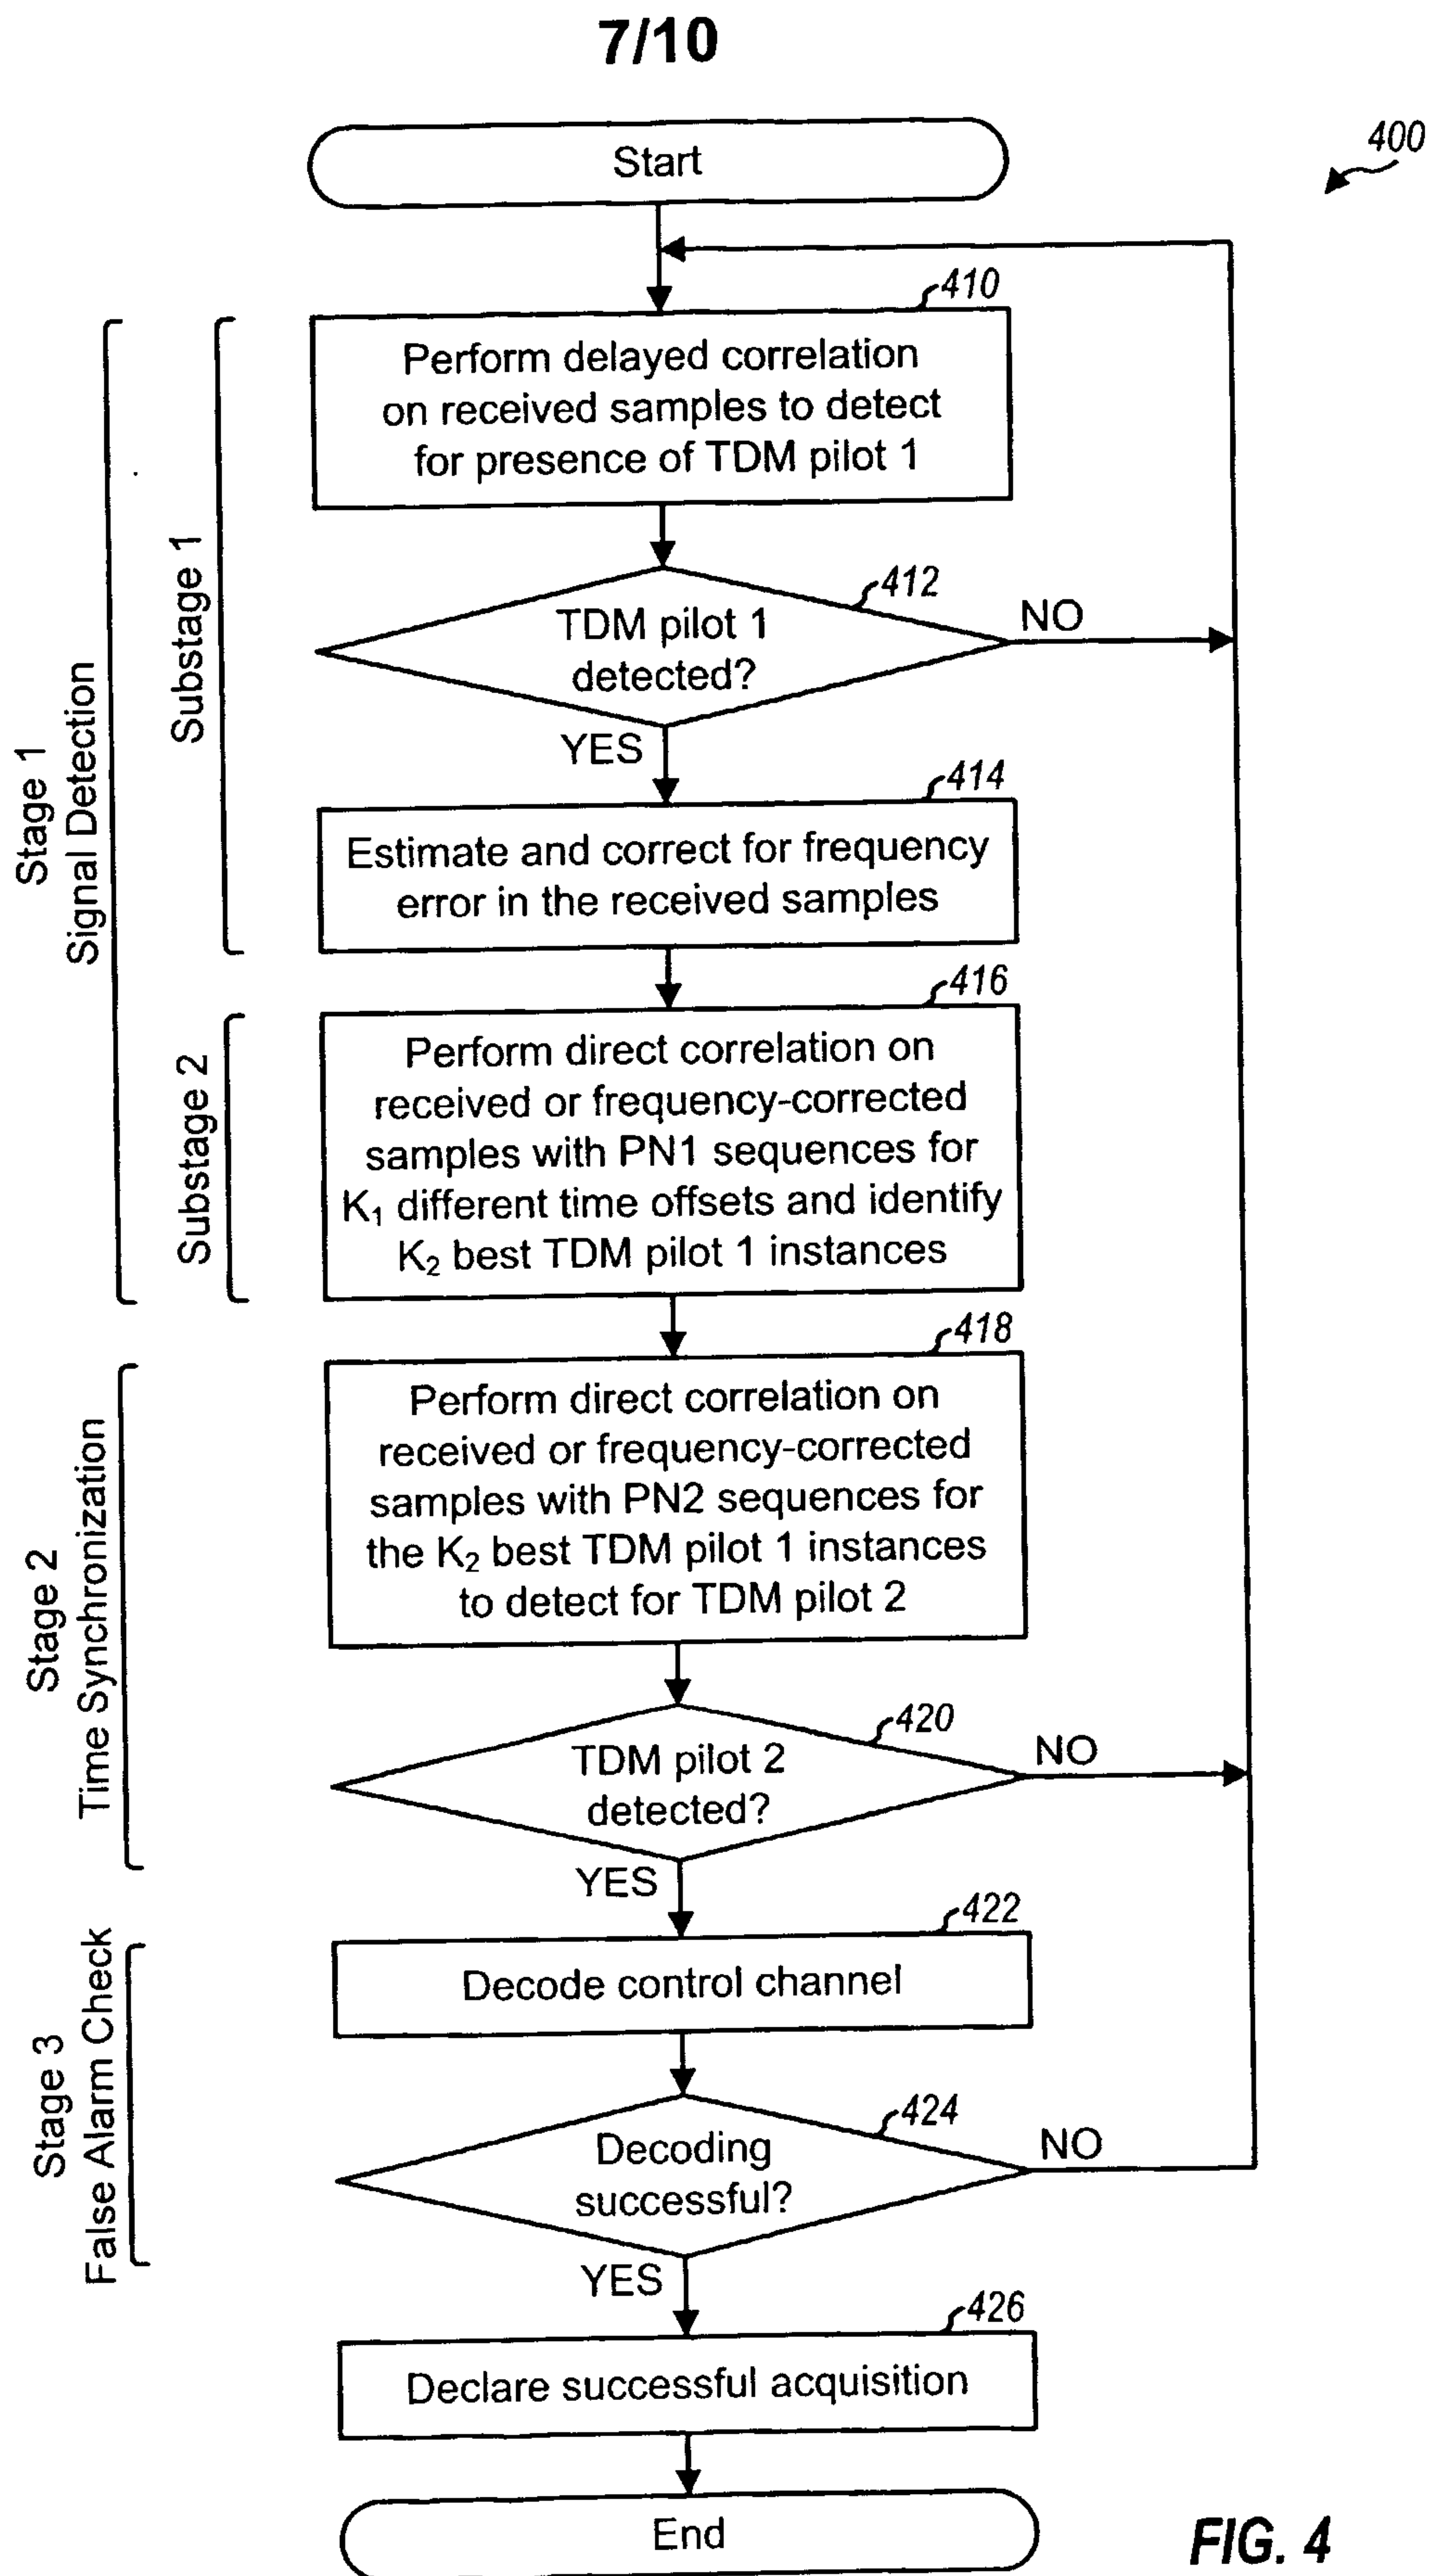 7/10
Start
400
410
Perform delayed correlation
on received samples to detect
for presence of TDM pilot 1
412
TDM pilot 1
detected?
NO
YES
414
Estimate and correct for frequency
error in the received samples
Substage 1
Stage 1
Signal Detection
416
Perform direct correlation on
received or frequency-corrected
samples with PN1 sequences for
K₁ different time offsets and identify
K₂ best TDM pilot 1 instances
Substage 2
418
Perform direct correlation on
received or frequency-corrected
samples with PN2 sequences for
the K₂ best TDM pilot 1 instances
to detect for TDM pilot 2
Stage 2
Time Synchronization
420
TDM pilot 2
detected?
NO
YES
422
Decode control channel
Stage 3
False Alarm Check
424
Decoding
successful?
NO
YES
426
Declare successful acquisition
End
FIG. 4